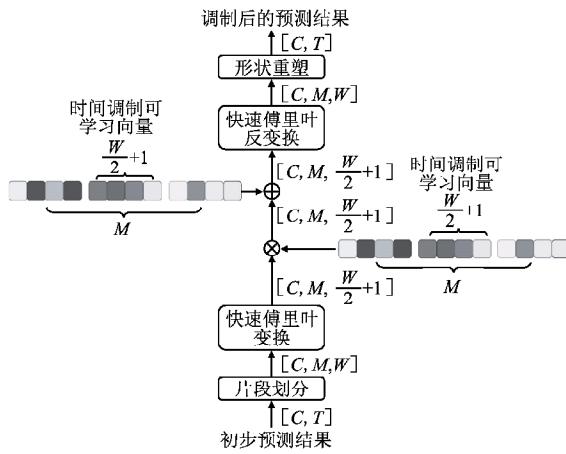 调制后的预测结果
[C, T]
形状重塑
[C, M, W]
快速傅里叶
反变换
[C, M, W/2+1]
时间调制可
学习向量
W/2+1
M
[C, M, W/2+1]
时间调制可
学习向量
W/2+1
M
[C, M, W/2+1]
快速傅里叶
变换
[C, M, W]
片段划分
[C, T]
初步预测结果